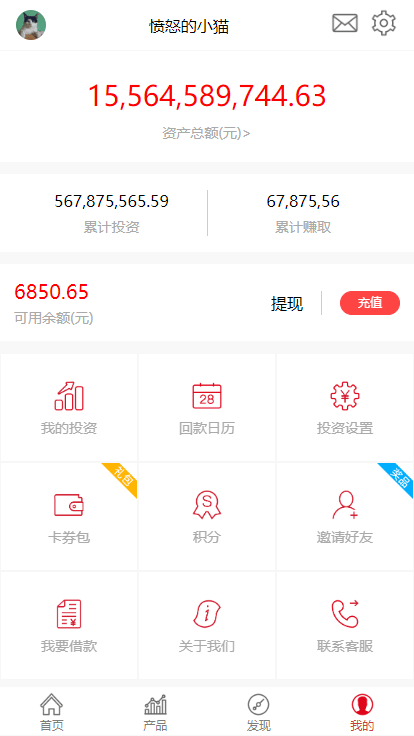 愤怒的小猫
15,564,589,744.63
资产总额(元)>
567,875,565.59 67,875,56
累计投资 累计赚取
6850.65
可用余额(元)
提现 充值
28
我的投资 回款日历 投资设置
礼包 奖品
S
卡券包 积分 邀请好友
¥
i
我要借款 关于我们 联系客服
首页 产品 发现 我的